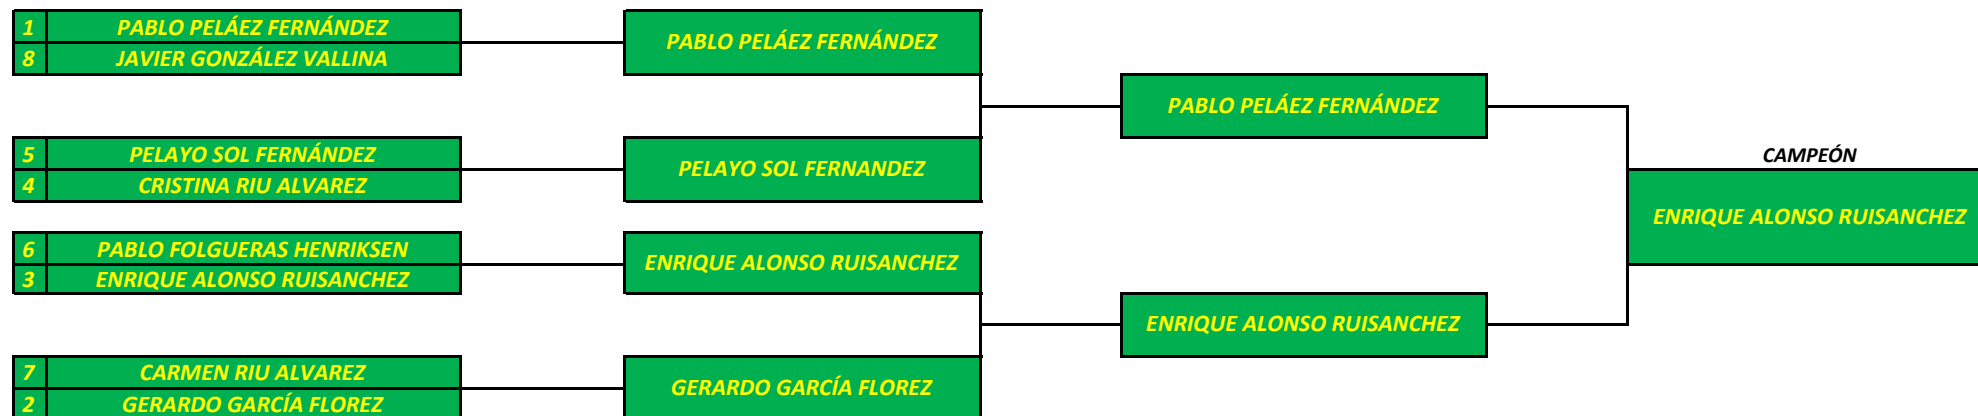 1 PABLO PELÁEZ FERNÁNDEZ
8 JAVIER GONZÁLEZ VALLINA
PABLO PELÁEZ FERNÁNDEZ
PABLO PELÁEZ FERNÁNDEZ
5 PELAYO SOL FERNÁNDEZ
4 CRISTINA RIU ALVAREZ
PELAYO SOL FERNANDEZ
CAMPEÓN
ENRIQUE ALONSO RUISANCHEZ
6 PABLO FOLGUERAS HENRIKSEN
3 ENRIQUE ALONSO RUISANCHEZ
ENRIQUE ALONSO RUISANCHEZ
ENRIQUE ALONSO RUISANCHEZ
7 CARMEN RIU ALVAREZ
2 GERARDO GARCÍA FLOREZ
GERARDO GARCÍA FLOREZ